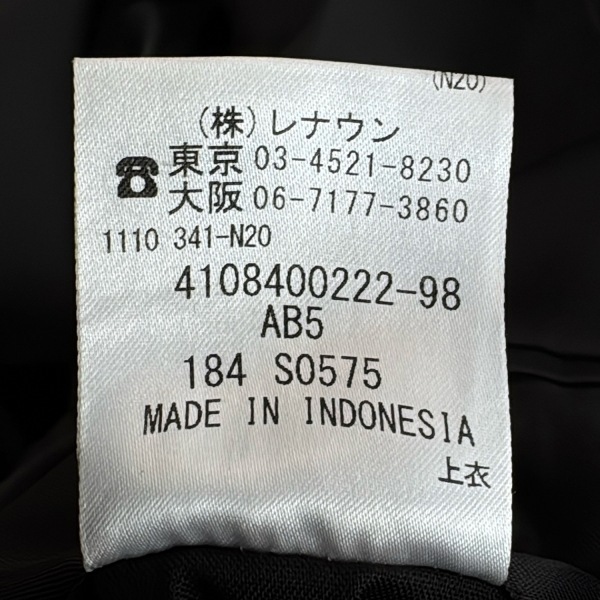 (N20)
(株)レナウン
☎東京 03-4521-8230
大阪 06-7177-3860
1110 341-N20
4108400222-98
AB5
184 S0575
MADE IN INDONESIA
上衣